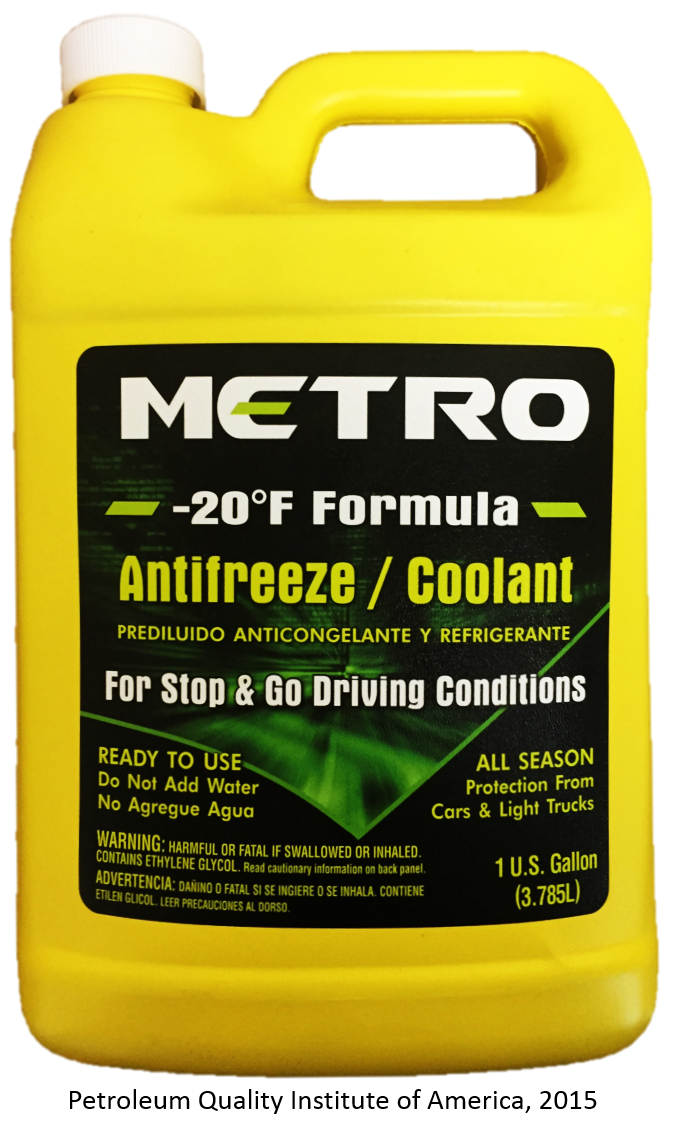 METRO
-20°F Formula
Antifreeze / Coolant
PREDILUIDO ANTICONGELANTE Y REFRIGERANTE
For Stop & Go Driving Conditions
READY TO USE
Do Not Add Water
No Agregue Agua
ALL SEASON
Protection From
Cars & Light Trucks
WARNING: HARMFUL OR FATAL IF SWALLOWED OR INHALED.
CONTAINS ETHYLENE GLYCOL. Read cautionary information on back panel.
ADVERTENCIA: DAÑINO O FATAL SI SE INGIERE O SE INHALA. CONTIENE
ETILEN GLICOL. LEER PRECAUCIONES AL DORSO.
1 U.S. Gallon
(3.785L)
Petroleum Quality Institute of America, 2015